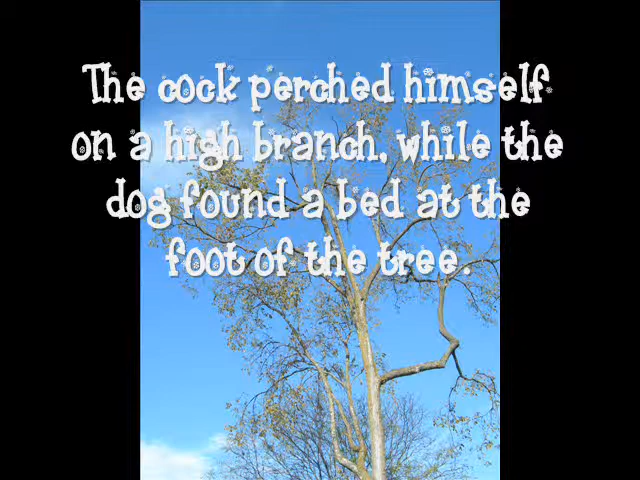 The cock perched himself
on a high branch, while the
dog found a bed at the
foot of the tree.